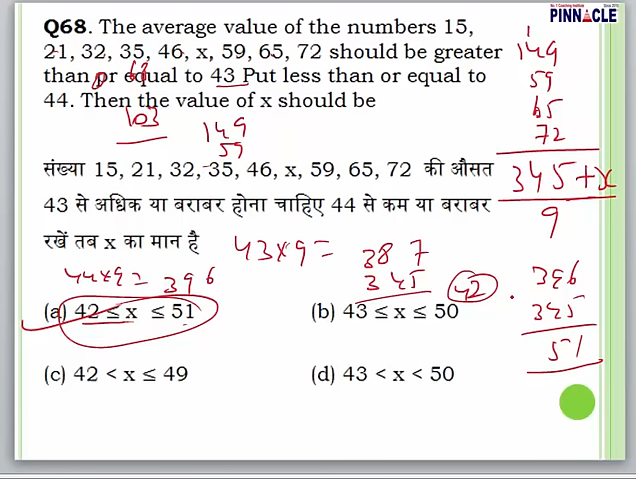 No.1 Coaching Institute Since
PINNACLE
Q68. The average value of the numbers 15,
21, 32, 35, 46, x, 59, 65, 72 should be greater
than or equal to 43 Put less than or equal to
44. Then the value of x should be
103
149
59
149
59
65
72
345+x
9
संख्या 15, 21, 32, 35, 46, x, 59, 65, 72 की औसत
43 से अधिक या बराबर होना चाहिए 44 से कम या बराबर
रखें तब x का मान है
43×9= 387
345
42
44×9= 396
396
345
51
(a) 42 ≤ x ≤ 51
(b) 43 ≤ x ≤ 50
(c) 42 < x ≤ 49
(d) 43 < x < 50